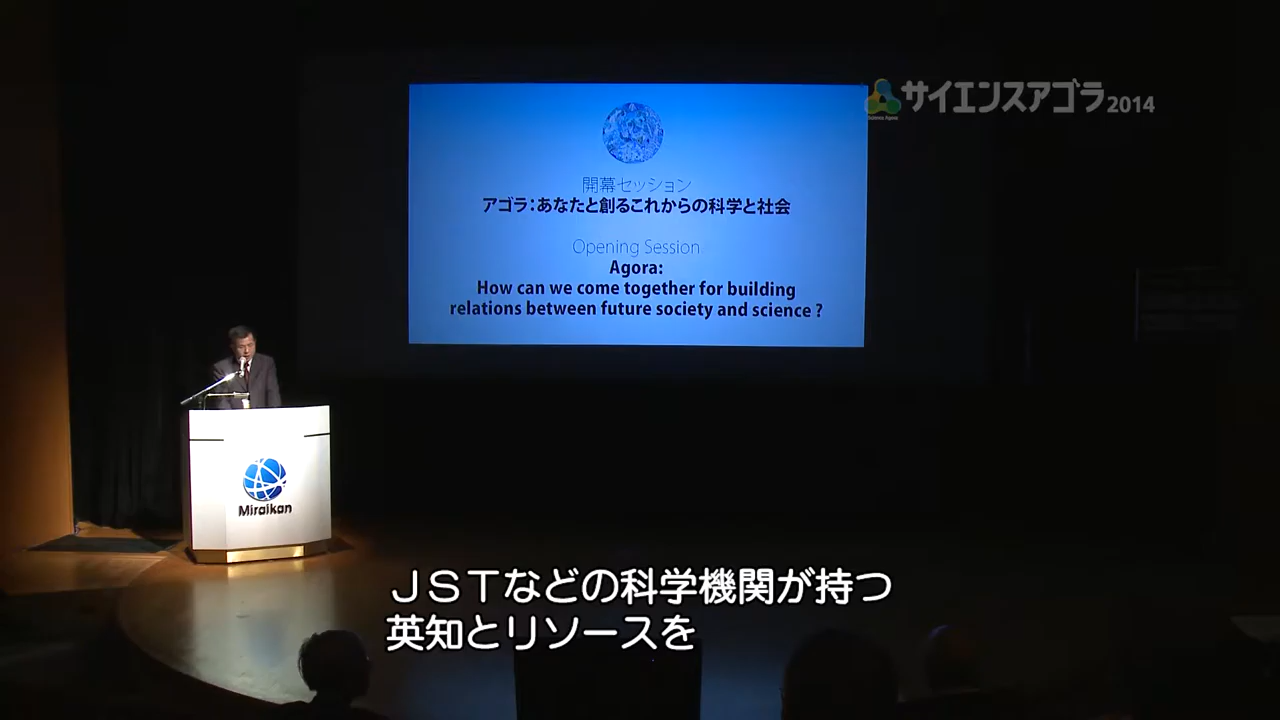 サイエンスアゴラ2014
Science Agora
開幕セッション
アゴラ：あなたと創るこれからの科学と社会
Opening Session
Agora:
How can we come together for building
relations between future society and science ?
Miraikan
ＪＳＴなどの科学機関が持つ
英知とリソースを